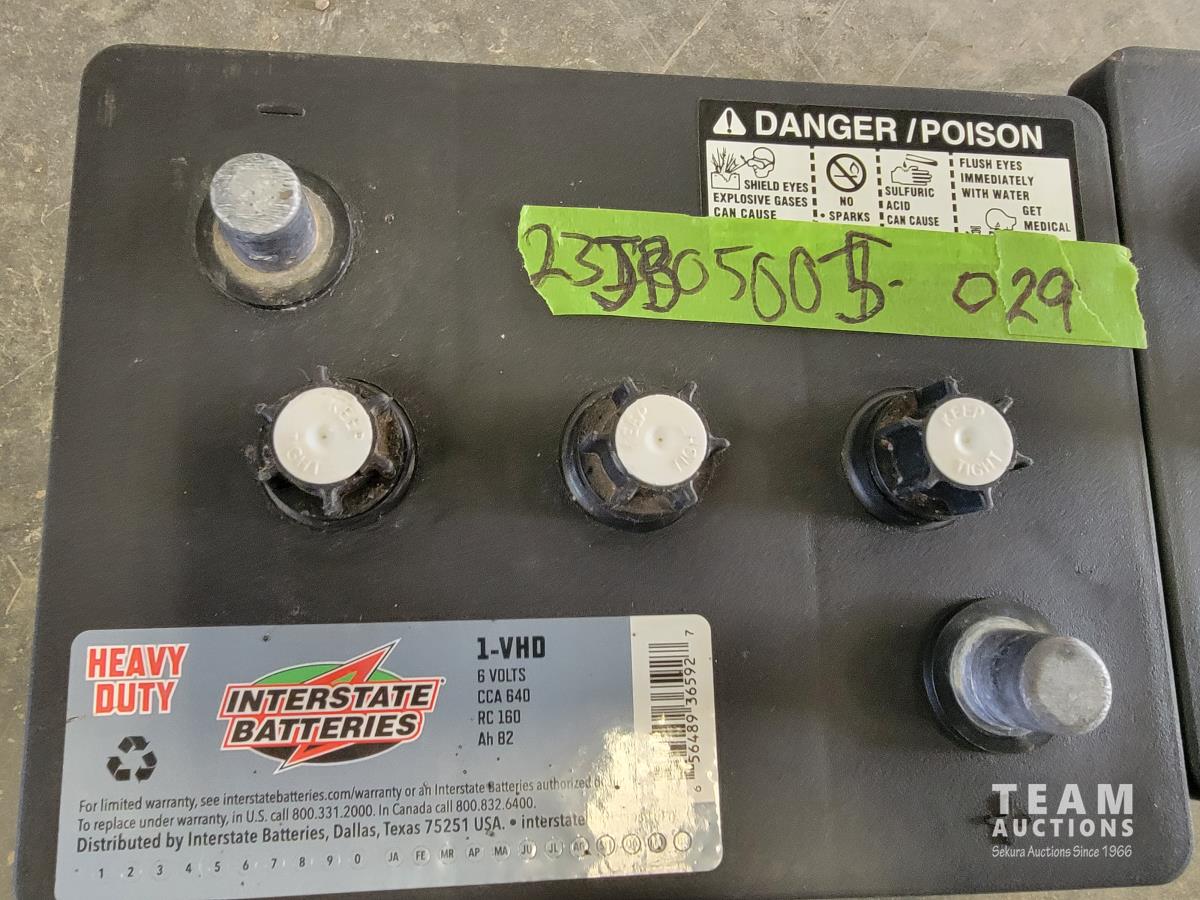 DANGER/POISON
SHIELD EYES
EXPLOSIVE GASES
CAN CAUSE
NO
• SPARKS
SULFURIC
ACID
CAN CAUSE
FLUSH EYES
IMMEDIATELY
WITH WATER
GET
MEDICAL
029
KEEP
TIGHT
KEEP
KEEP
TIGHT
HEAVY
DUTY
INTERSTATE
BATTERIES
1-VHD
6 VOLTS
CCA 640
RC 160
Ah 82
6 56489 36592 7
For limited warranty, see interstatebatteries.com/warranty or an Interstate Batteries authorized
To replace under warranty, in U.S. call 800.331.2000. In Canada call 800.832.6400.
Distributed by Interstate Batteries, Dallas, Texas 75251 USA. • interstate
1 2 3 4 5 6 7 8 9 0 JA FE MR AP MA JU JL
TEAM
AUCTIONS
Sekura Auctions Since 1966